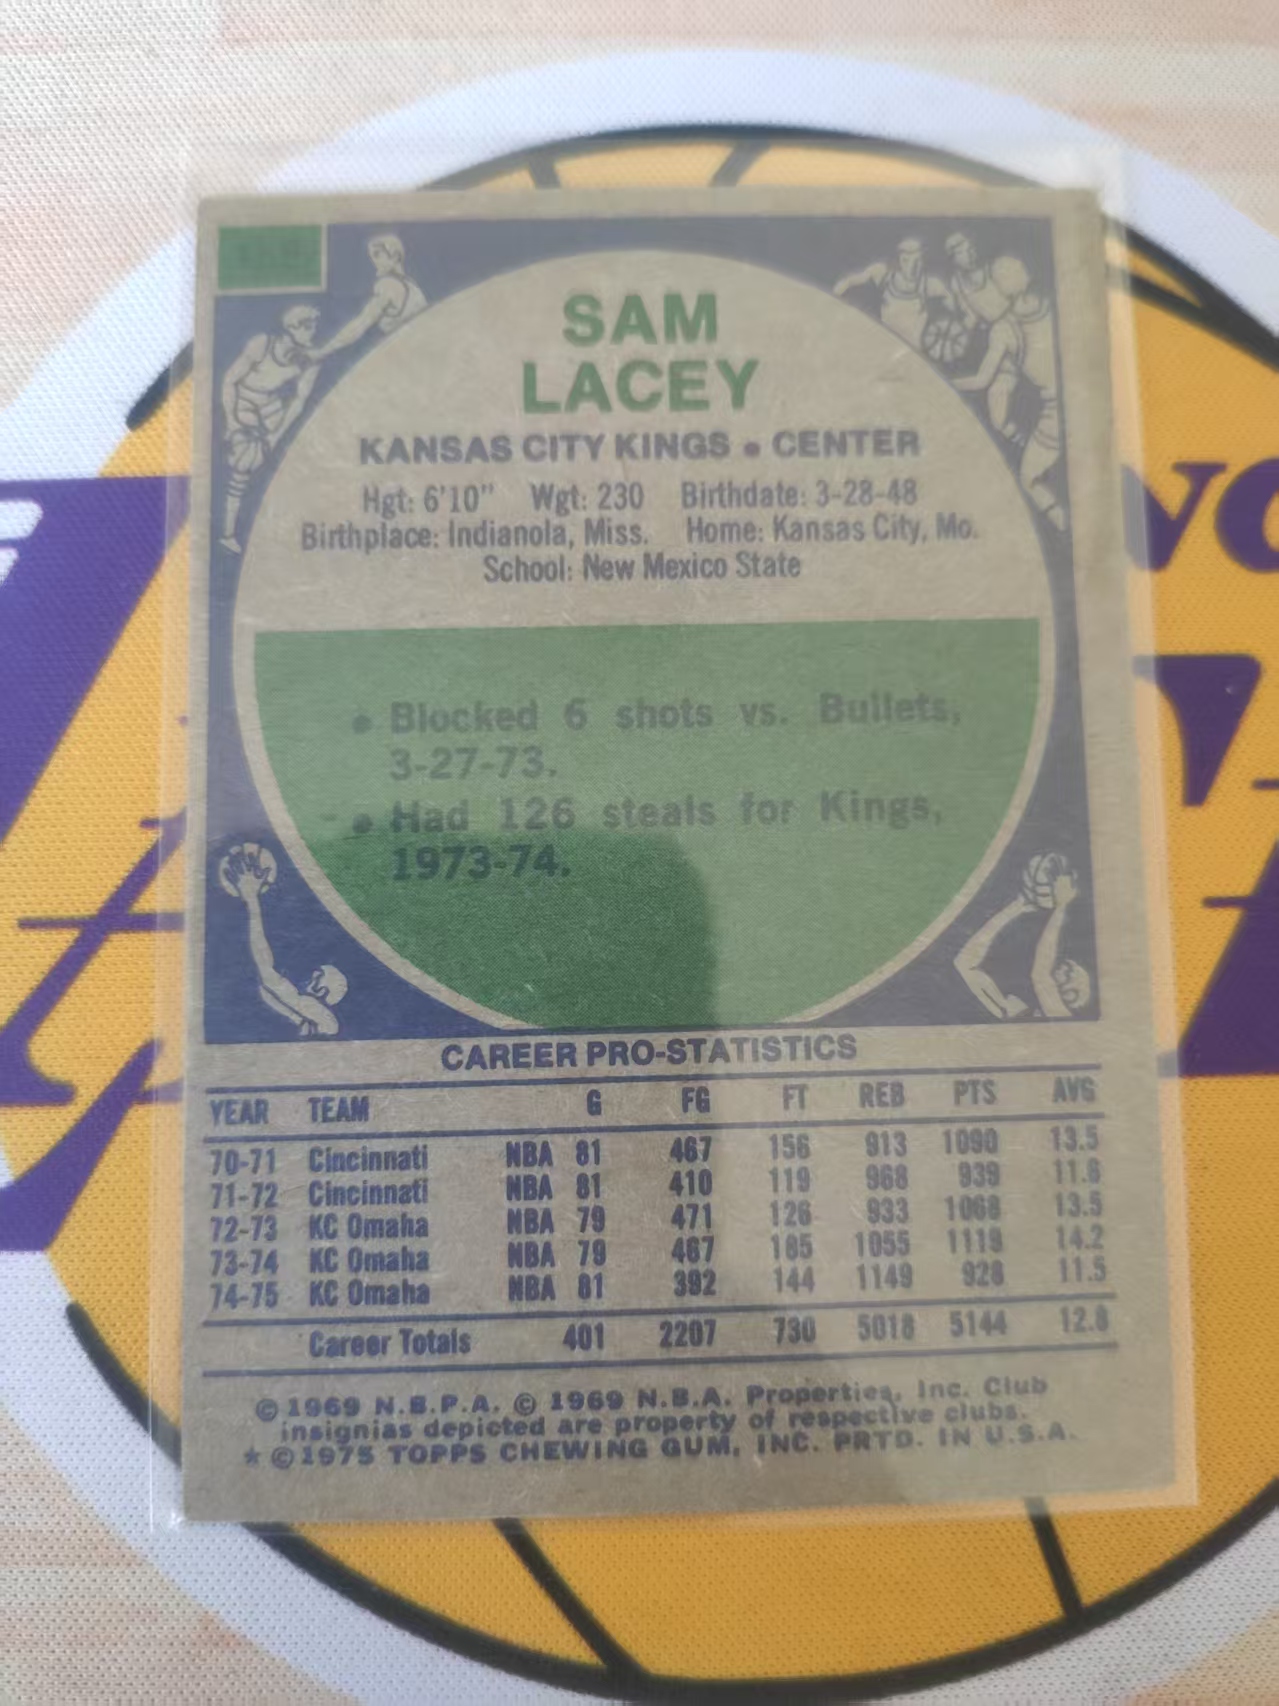 SAM
LACEY
KANSAS CITY KINGS • CENTER
Hgt: 6'10" Wgt: 230 Birthdate: 3-28-48
Birthplace: Indianola, Miss. Home: Kansas City, Mo.
School: New Mexico State
• Blocked 6 shots vs. Bullets,
3-27-73.
• Had 126 steals for Kings,
1973-74.
CAREER PRO-STATISTICS
YEAR TEAM G FG FT REB PTS AVG
70-71 Cincinnati NBA 81 467 156 913 1090 13.5
71-72 Cincinnati NBA 81 410 119 968 939 11.6
72-73 KC Omaha NBA 79 471 126 933 1068 13.5
73-74 KC Omaha NBA 79 467 185 1055 1119 14.2
74-75 KC Omaha NBA 81 392 144 1149 928 11.5
Career Totals 401 2207 730 5018 5144 12.8
© 1969 N.B.P.A. © 1969 N.B.A. Properties, Inc. Club
insignias depicted are property of respective clubs.
★ © 1975 TOPPS CHEWING GUM, INC. PRTD. IN U.S.A.